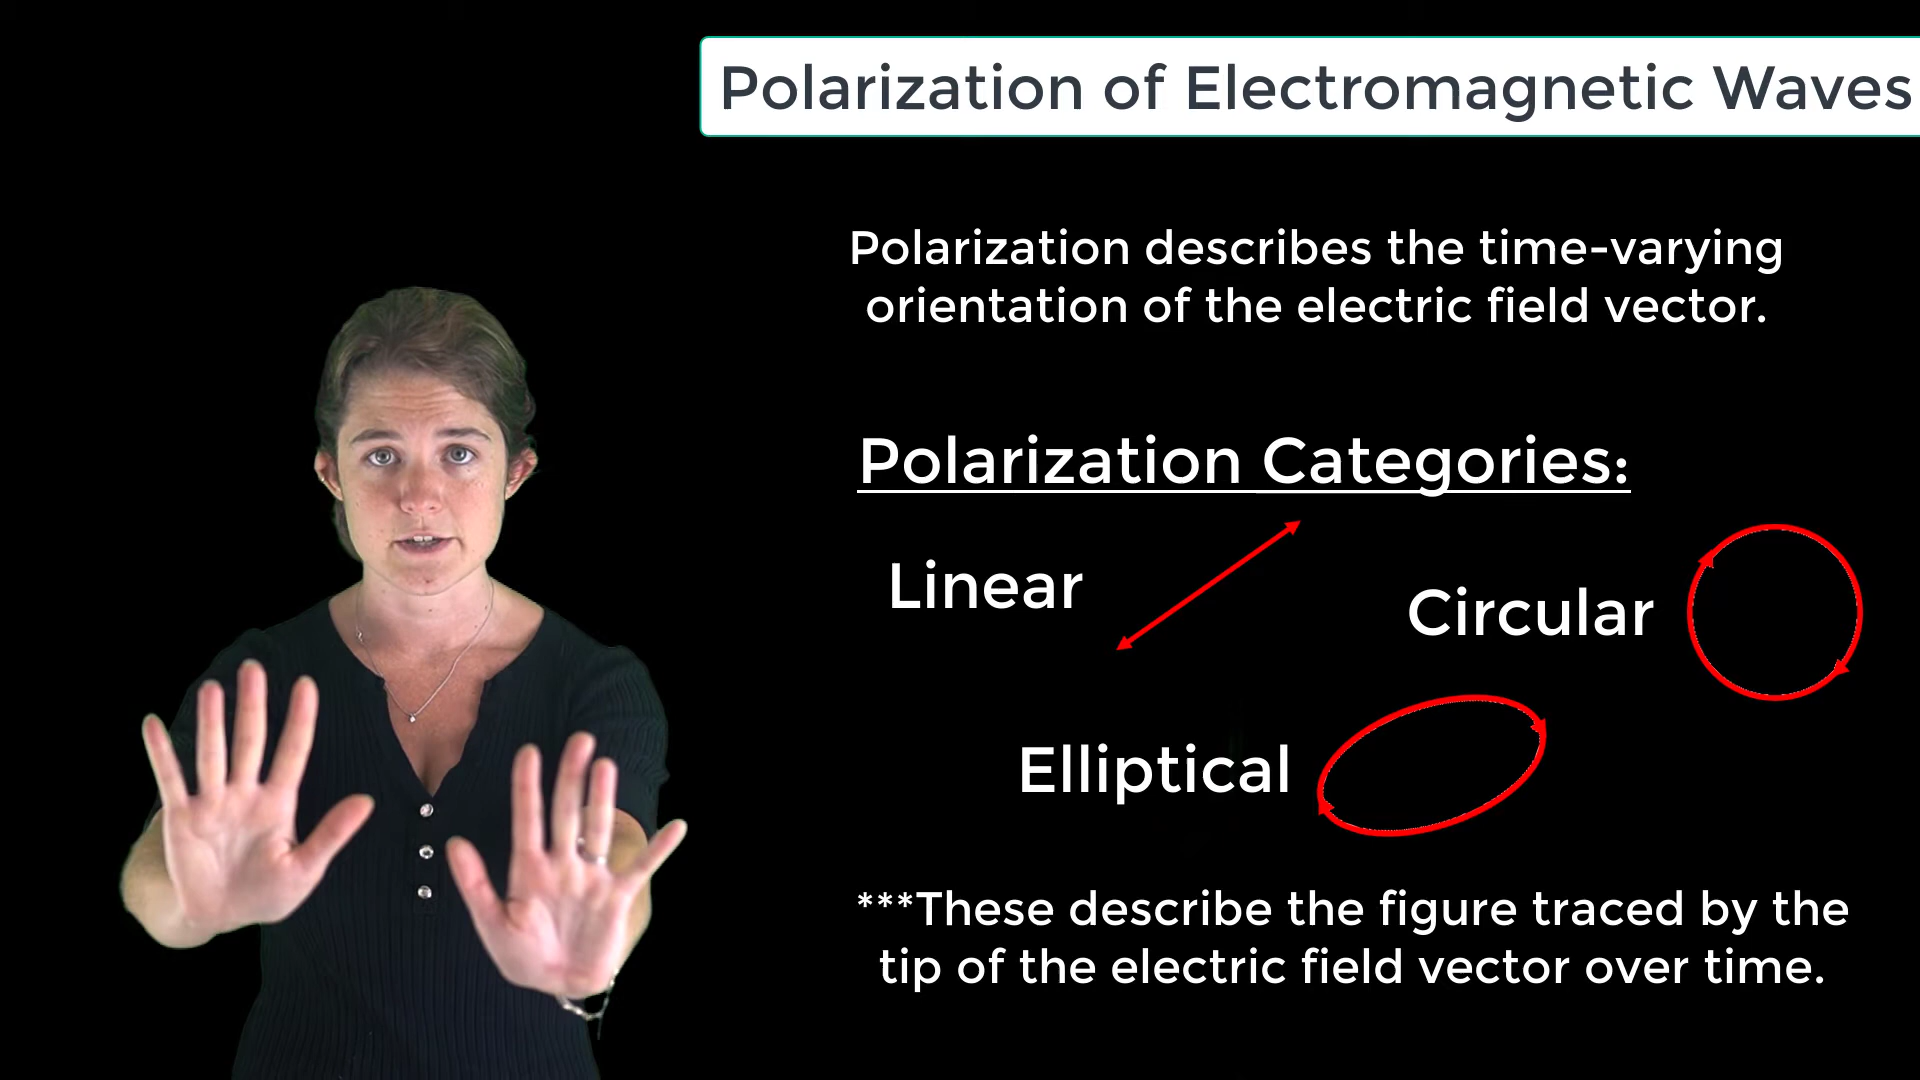 Polarization of Electromagnetic Waves
Polarization describes the time-varying
orientation of the electric field vector.
Polarization Categories:
Linear
Circular
Elliptical
***These describe the figure traced by the
tip of the electric field vector over time.